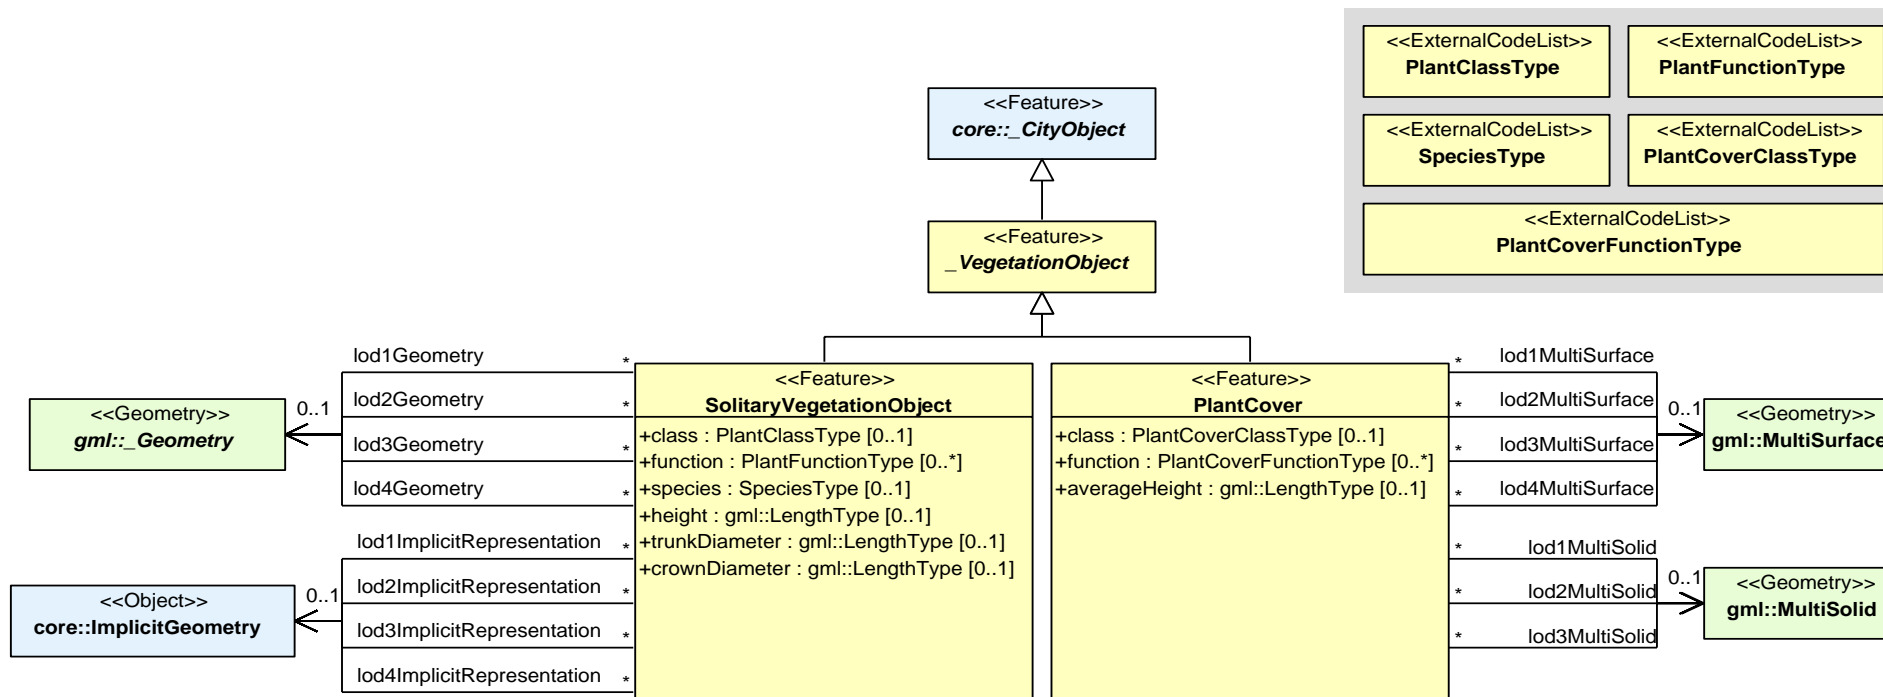 <<ExternalCodeList>>
PlantClassType
<<ExternalCodeList>>
PlantFunctionType
<<ExternalCodeList>>
SpeciesType
<<ExternalCodeList>>
PlantCoverClassType
<<ExternalCodeList>>
PlantCoverFunctionType
<<Feature>>
core::_CityObject
<<Feature>>
_VegetationObject
lod1Geometry *
lod2Geometry *
lod3Geometry *
lod4Geometry *
0..1
<<Geometry>>
gml::_Geometry
lod1ImplicitRepresentation *
lod2ImplicitRepresentation *
lod3ImplicitRepresentation *
lod4ImplicitRepresentation *
0..1
<<Object>>
core::ImplicitGeometry
<<Feature>>
SolitaryVegetationObject
+class : PlantClassType [0..1]
+function : PlantFunctionType [0..*]
+species : SpeciesType [0..1]
+height : gml::LengthType [0..1]
+trunkDiameter : gml::LengthType [0..1]
+crownDiameter : gml::LengthType [0..1]
<<Feature>>
PlantCover
+class : PlantCoverClassType [0..1]
+function : PlantCoverFunctionType [0..*]
+averageHeight : gml::LengthType [0..1]
* lod1MultiSurface
* lod2MultiSurface
* lod3MultiSurface
* lod4MultiSurface
0..1
<<Geometry>>
gml::MultiSurface
* lod1MultiSolid
* lod2MultiSolid
* lod3MultiSolid
0..1
<<Geometry>>
gml::MultiSolid